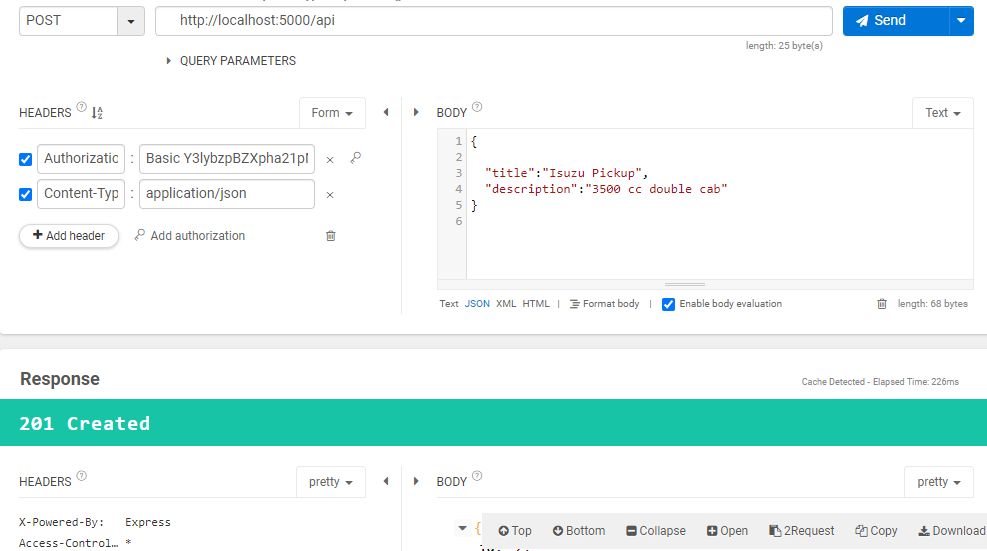 POST
http://localhost:5000/api
Send
length: 25 byte(s)
QUERY PARAMETERS
HEADERS ?
Form
BODY ?
Text
Authorizatic : Basic Y3lybzpBZXpha21pN
Content-Typ : application/json
Add header
Add authorization
1 {
2
3 "title":"Isuzu Pickup",
4 "description":"3500 cc double cab"
5 }
6
Text JSON XML HTML | Format body | Enable body evaluation
length: 68 bytes
Response
Cache Detected - Elapsed Time: 226ms
201 Created
HEADERS ?
pretty
BODY ?
pretty
X-Powered-By: Express
Access-Control… *
{
Top Bottom Collapse Open 2Request Copy Download